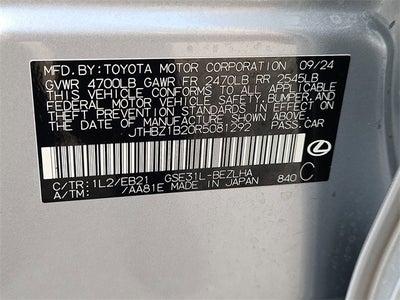 MFD.BY:TOYOTA MOTOR CORPORATION 09/24
GVWR 4700LB GAWR FR 2470LB RR 2545LB
THIS VEHICLE CONFORMS TO ALL APPLICABLE
FEDERAL MOTOR VEHICLE SAFETY, BUMPER,
AND THEFT PREVENTION STANDARDS IN EFFECT ON
THE DATE OF MANUFACTURE SHOWN ABOVE.
JTHBZ1B20R5081292 PASS.CAR
C/TR:1L2/EB21 GSE31L-BEZLHA 840 C
/AA81E MADE IN JAPAN